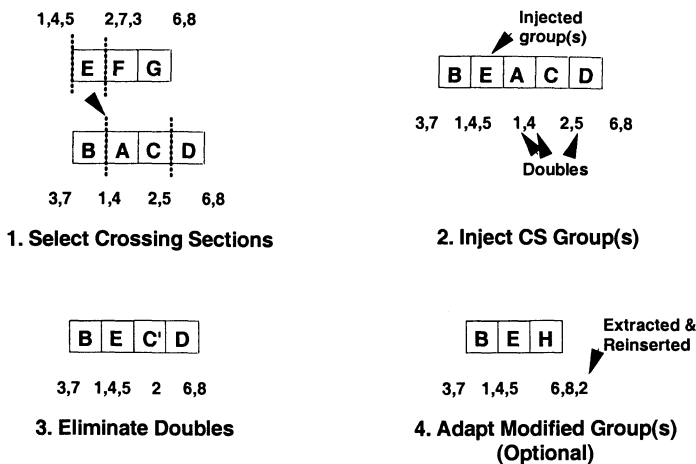 1,4,5 2,7,3 6,8
E F G
B A C D
3,7 1,4 2,5 6,8
1. Select Crossing Sections
Injected
group(s)
B E A C D
3,7 1,4,5 1,4 2,5 6,8
Doubles
2. Inject CS Group(s)
B E C' D
3,7 1,4,5 2 6,8
3. Eliminate Doubles
Extracted &
Reinserted
B E H
3,7 1,4,5 6,8,2
4. Adapt Modified Group(s)
(Optional)